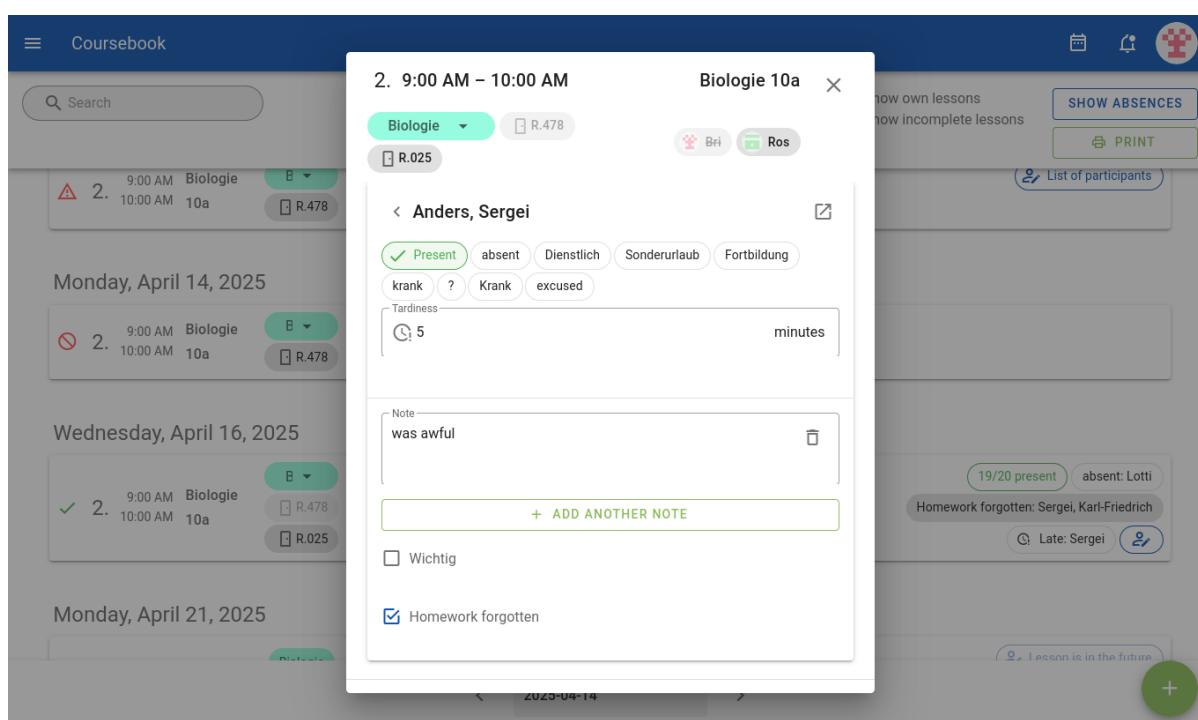 Coursebook
Search
Show own lessons
Show incomplete lessons
SHOW ABSENCES
PRINT
2. 9:00 AM 10:00 AM Biologie 10a B R.478
List of participants
Monday, April 14, 2025
2. 9:00 AM 10:00 AM Biologie 10a B R.478
Wednesday, April 16, 2025
2. 9:00 AM 10:00 AM Biologie 10a B R.478 R.025
19/20 present absent: Lotti
Homework forgotten: Sergei, Karl-Friedrich
Late: Sergei
Monday, April 21, 2025
Biologie
Lesson is in the future
2025-04-14
2. 9:00 AM – 10:00 AM Biologie 10a
Biologie R.478
Bri Ros
R.025
Anders, Sergei
Present absent Dienstlich Sonderurlaub Fortbildung
krank ? Krank excused
Tardiness
5 minutes
Note
was awful
+ ADD ANOTHER NOTE
Wichtig
Homework forgotten